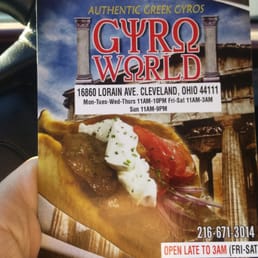 AUTHENTIC GREEK GYROS
GYRO
WORLD
16860 LORAIN AVE. CLEVELAND, OHIO 44111
Mon-Tues-Wed-Thurs 11AM-10PM Fri-Sat 11AM-3AM
Sun 11AM-9PM
216-671-3014
OPEN LATE TO 3AM (FRI-SAT